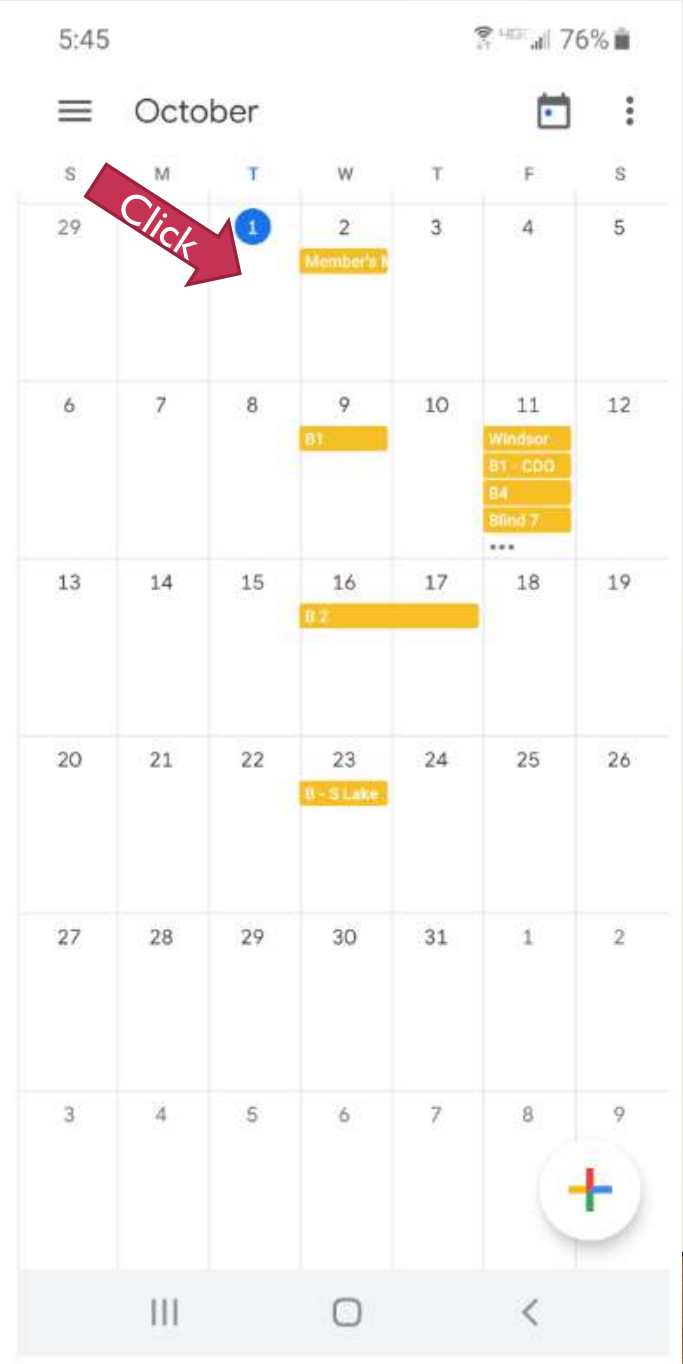 5:45 4GE 76%
October
S M T W T F S
Click
29 1 2 3 4 5
Member's M
6 7 8 9 10 11 12
B1 Windsor
B1 - CDO
B4
Blind 7
13 14 15 16 17 18 19
B 2
20 21 22 23 24 25 26
B - S Lake
27 28 29 30 31 1 2
3 4 5 6 7 8 9